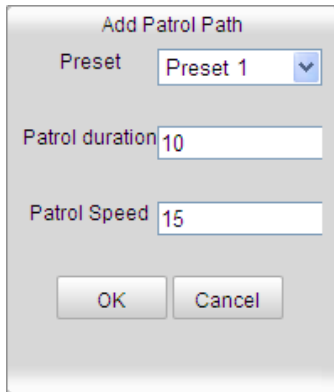 Add Patrol Path
Preset Preset 1
Patrol duration 10
Patrol Speed 15
OK Cancel